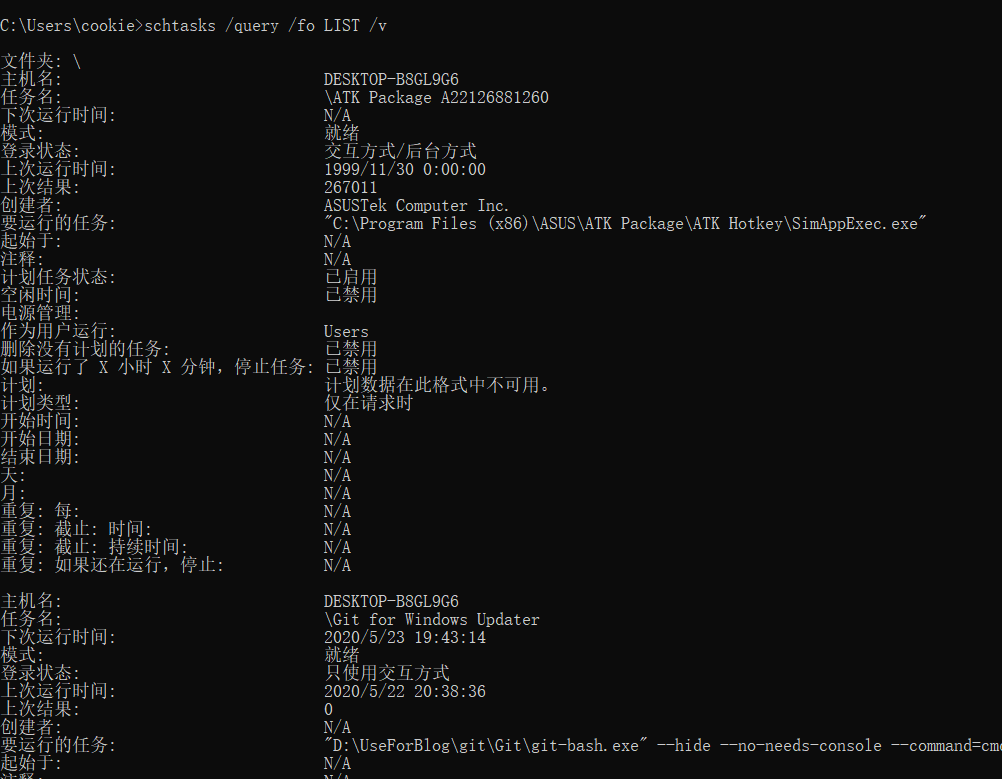 C:\Users\cookie>schtasks /query /fo LIST /v
文件夹: \
主机名: DESKTOP-B8GL9G6
任务名: \ATK Package A22126881260
下次运行时间: N/A
模式: 就绪
登录状态: 交互方式/后台方式
上次运行时间: 1999/11/30 0:00:00
上次结果: 267011
创建者: ASUSTek Computer Inc.
要运行的任务: "C:\Program Files (x86)\ASUS\ATK Package\ATK Hotkey\SimAppExec.exe"
起始于: N/A
注释: N/A
计划任务状态: 已启用
空闲时间: 已禁用
电源管理:
作为用户运行: Users
删除没有计划的任务: 已禁用
如果运行了 X 小时 X 分钟，停止任务: 已禁用
计划: 计划数据在此格式中不可用。
计划类型: 仅在请求时
开始时间: N/A
开始日期: N/A
结束日期: N/A
天: N/A
月: N/A
重复: 每: N/A
重复: 截止: 时间: N/A
重复: 截止: 持续时间: N/A
重复: 如果还在运行，停止: N/A
主机名: DESKTOP-B8GL9G6
任务名: \Git for Windows Updater
下次运行时间: 2020/5/23 19:43:14
模式: 就绪
登录状态: 只使用交互方式
上次运行时间: 2020/5/22 20:38:36
上次结果: 0
创建者: N/A
要运行的任务: "D:\UseForBlog\git\Git\git-bash.exe" --hide --no-needs-console --command=cmd
起始于: N/A
注释: N/A